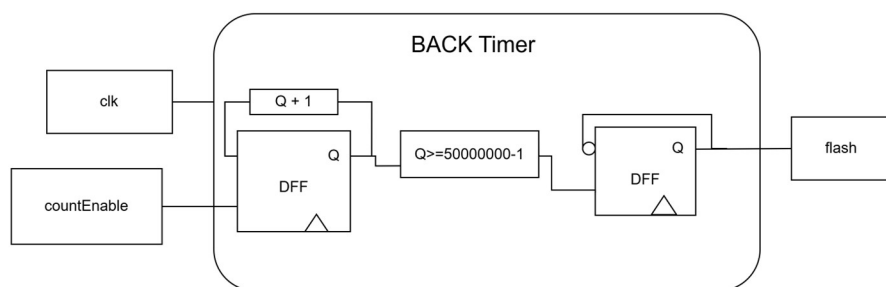 BACK Timer
clk
Q + 1
Q
DFF
countEnable
Q>=50000000-1
Q
DFF
flash